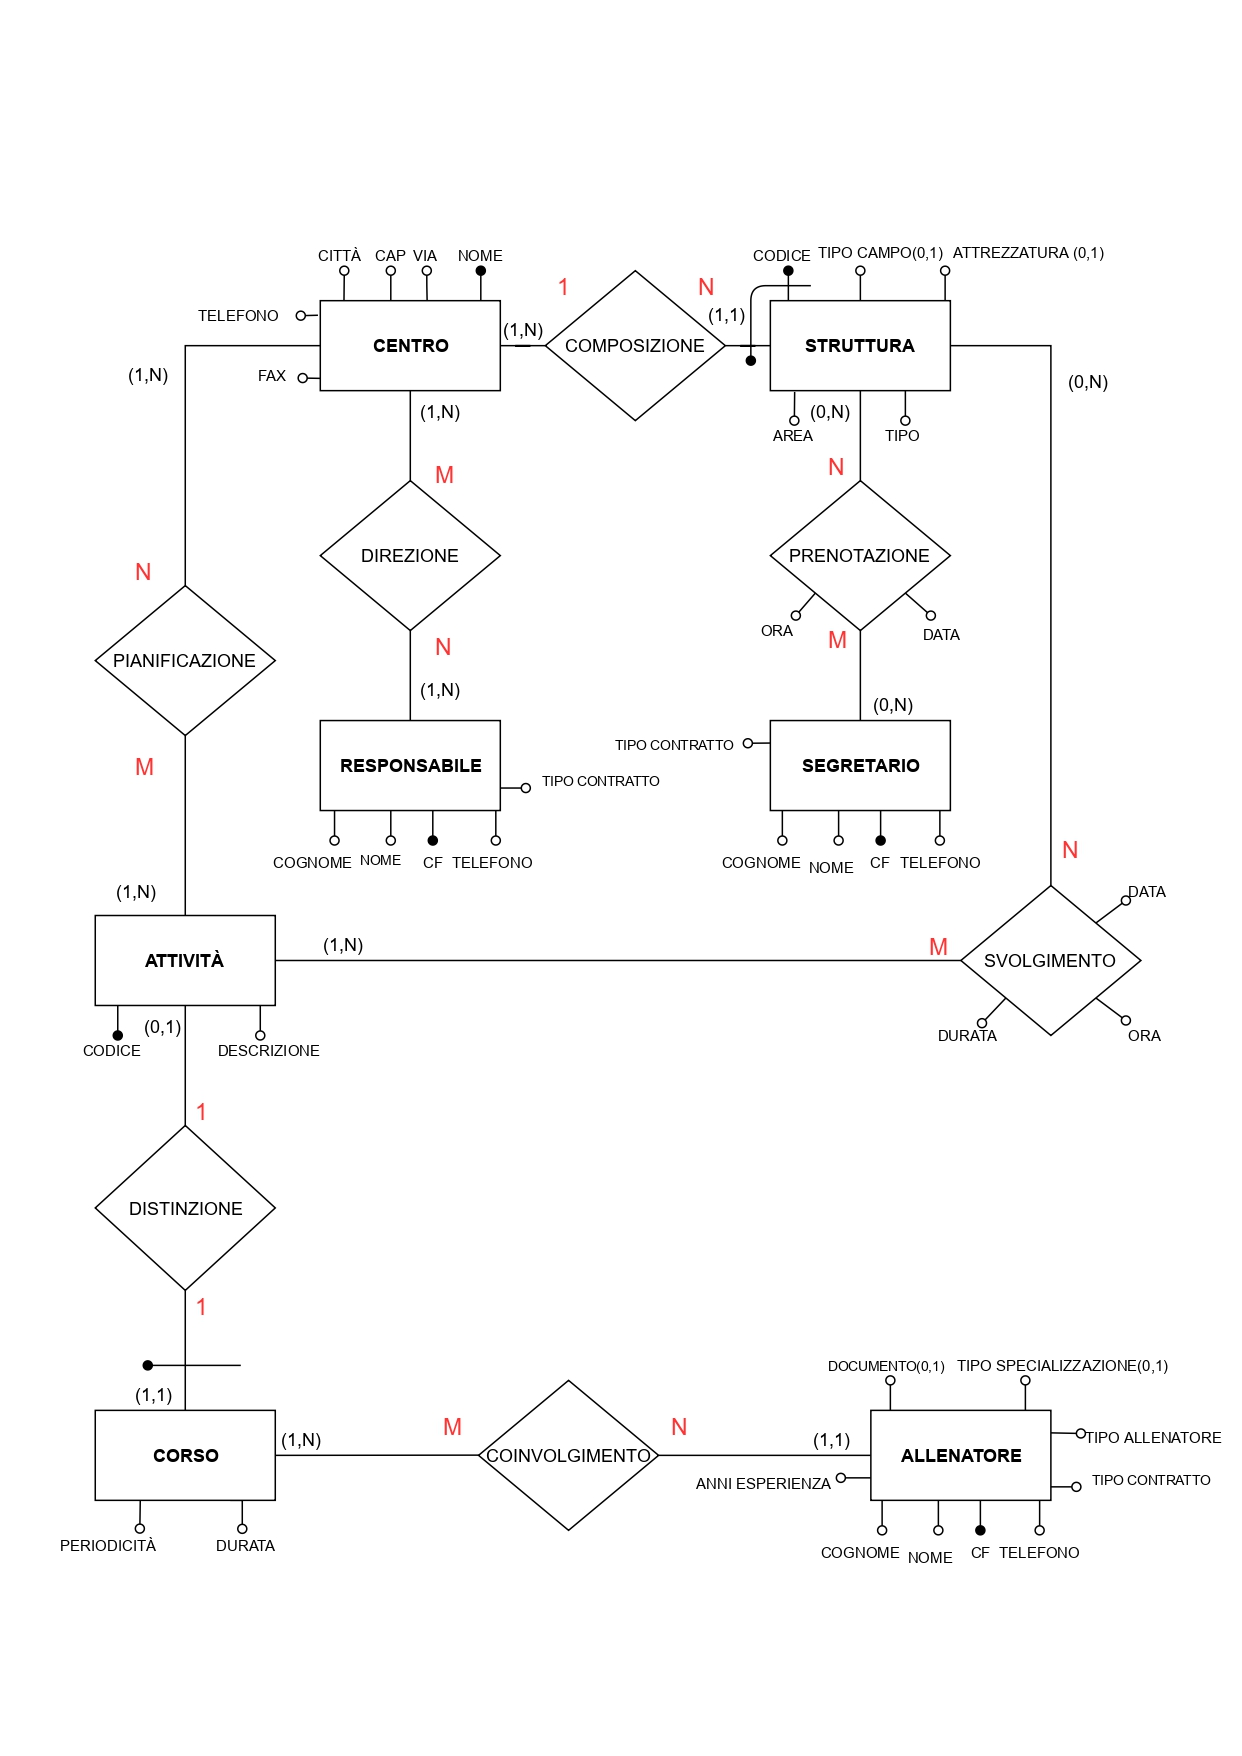 CITTÀ CAP VIA NOME
CODICE TIPO CAMPO(0,1) ATTREZZATURA (0,1)
1 N
TELEFONO
(1,N) (1,1)
CENTRO COMPOSIZIONE STRUTTURA
(1,N) FAX (0,N)
(1,N) (0,N)
AREA TIPO
M N
DIREZIONE PRENOTAZIONE
N
ORA DATA
N M
PIANIFICAZIONE
(1,N) (0,N)
M
TIPO CONTRATTO
RESPONSABILE SEGRETARIO
TIPO CONTRATTO
COGNOME NOME CF TELEFONO
COGNOME NOME CF TELEFONO
N
(1,N) DATA
(1,N) M
ATTIVITÀ SVOLGIMENTO
(0,1)
DURATA ORA
CODICE DESCRIZIONE
1
DISTINZIONE
1
DOCUMENTO(0,1) TIPO SPECIALIZZAZIONE(0,1)
(1,1)
M N
(1,N) (1,1) TIPO ALLENATORE
CORSO COINVOLGIMENTO ALLENATORE
ANNI ESPERIENZA TIPO CONTRATTO
PERIODICITÀ DURATA
COGNOME NOME CF TELEFONO